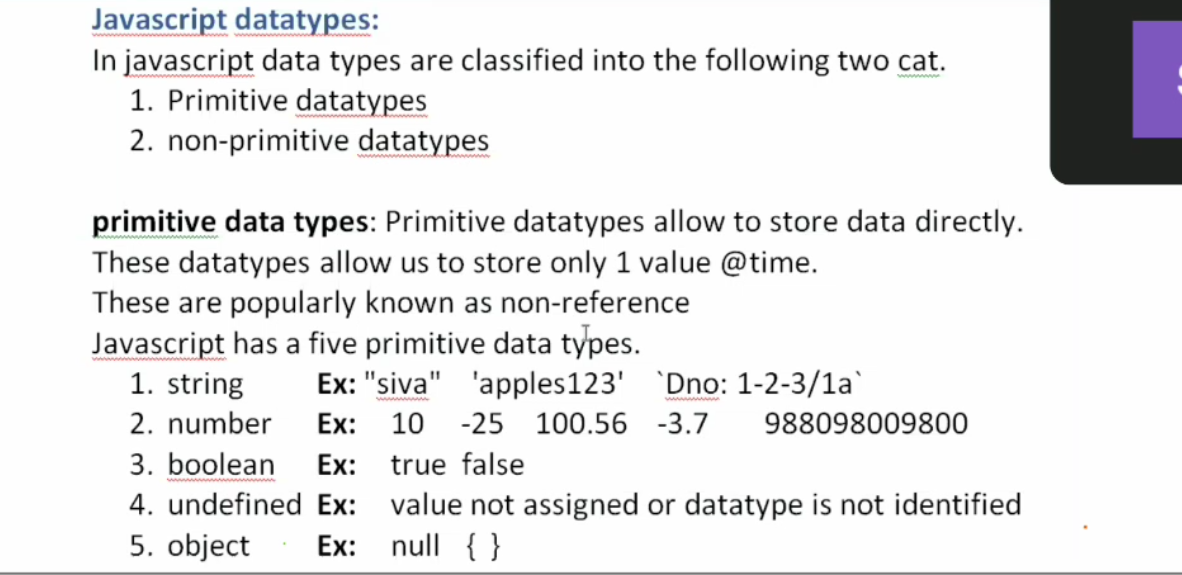 Javascript datatypes:
In javascript data types are classified into the following two cat.
1. Primitive datatypes
2. non-primitive datatypes
primitive data types: Primitive datatypes allow to store data directly.
These datatypes allow us to store only 1 value @time.
These are popularly known as non-reference
Javascript has a five primitive data types.
1. string Ex: "siva" 'apples123' `Dno: 1-2-3/1a`
2. number Ex: 10 -25 100.56 -3.7 988098009800
3. boolean Ex: true false
4. undefined Ex: value not assigned or datatype is not identified
5. object Ex: null { }